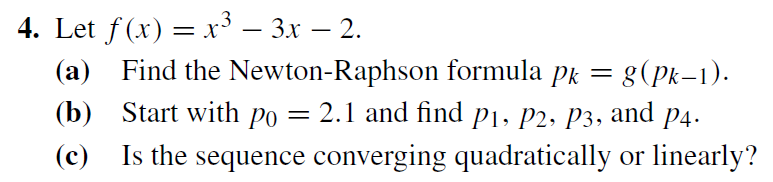 4. Let f(x) = x³ − 3x − 2.
(a) Find the Newton-Raphson formula pₖ = g(pₖ₋₁).
(b) Start with p₀ = 2.1 and find p₁, p₂, p₃, and p₄.
(c) Is the sequence converging quadratically or linearly?